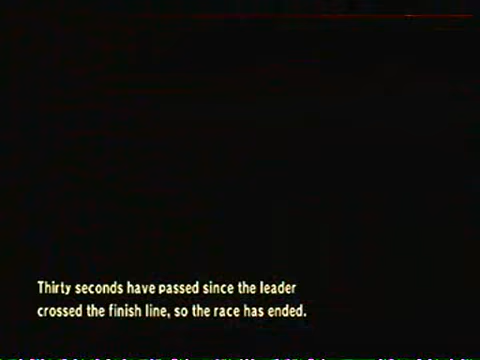 Thirty seconds have passed since the leader
crossed the finish line, so the race has ended.